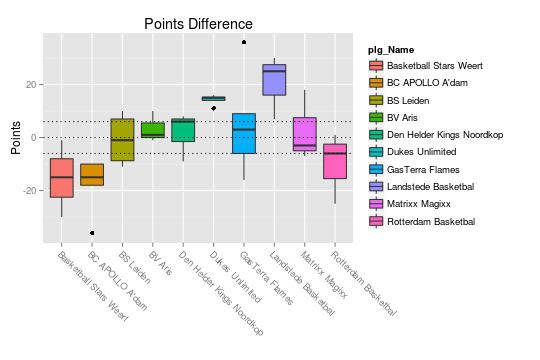 Points Difference
Points
20
0
-20
Basketball Stars Weert
BC APOLLO A'dam
BS Leiden
BV Aris
Den Helder Kings Noordkop
Dukes Unlimited
GasTerra Flames
Landstede Basketbal
Matrixx Magixx
Rotterdam Basketbal
plg_Name
Basketball Stars Weert
BC APOLLO A'dam
BS Leiden
BV Aris
Den Helder Kings Noordkop
Dukes Unlimited
GasTerra Flames
Landstede Basketbal
Matrixx Magixx
Rotterdam Basketbal